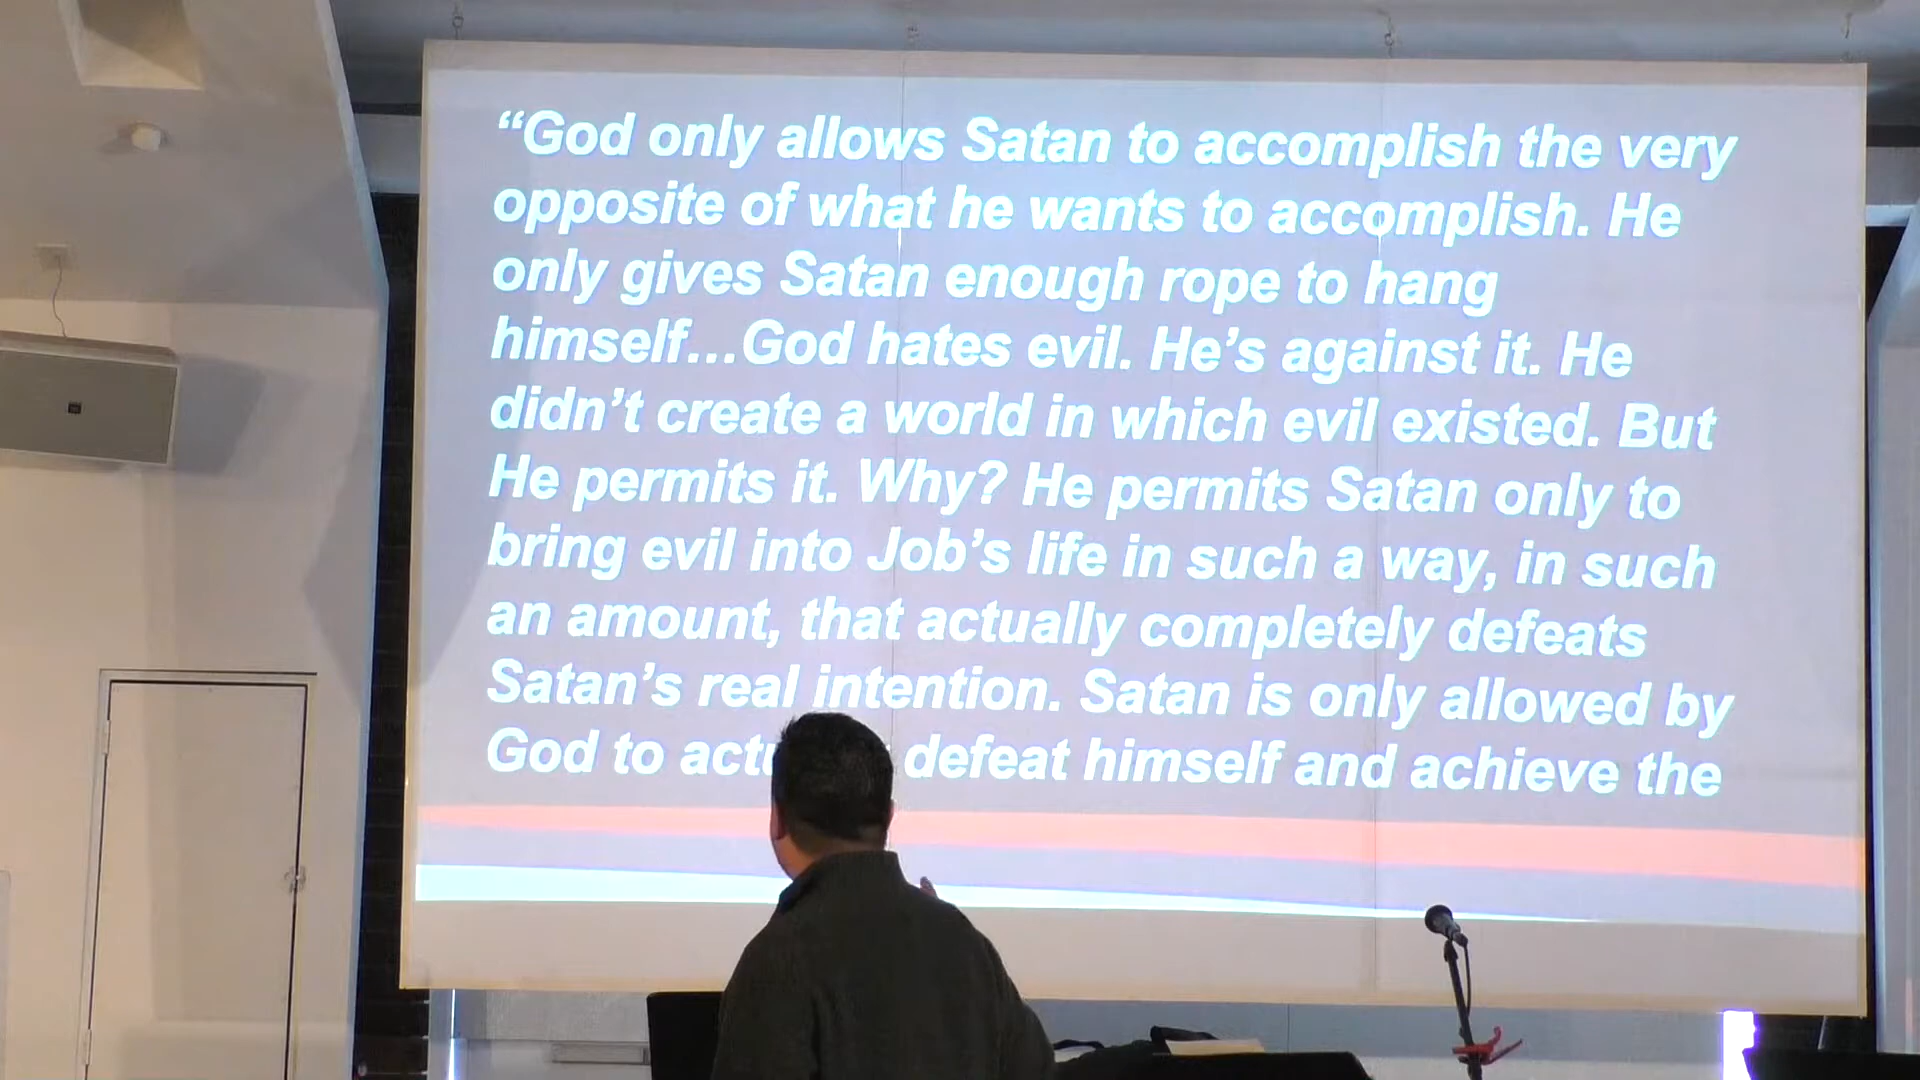 “God only allows Satan to accomplish the very
opposite of what he wants to accomplish. He
only gives Satan enough rope to hang
himself…God hates evil. He’s against it. He
didn’t create a world in which evil existed. But
He permits it. Why? He permits Satan only to
bring evil into Job’s life in such a way, in such
an amount, that actually completely defeats
Satan’s real intention. Satan is only allowed by
God to defeat himself and achieve the